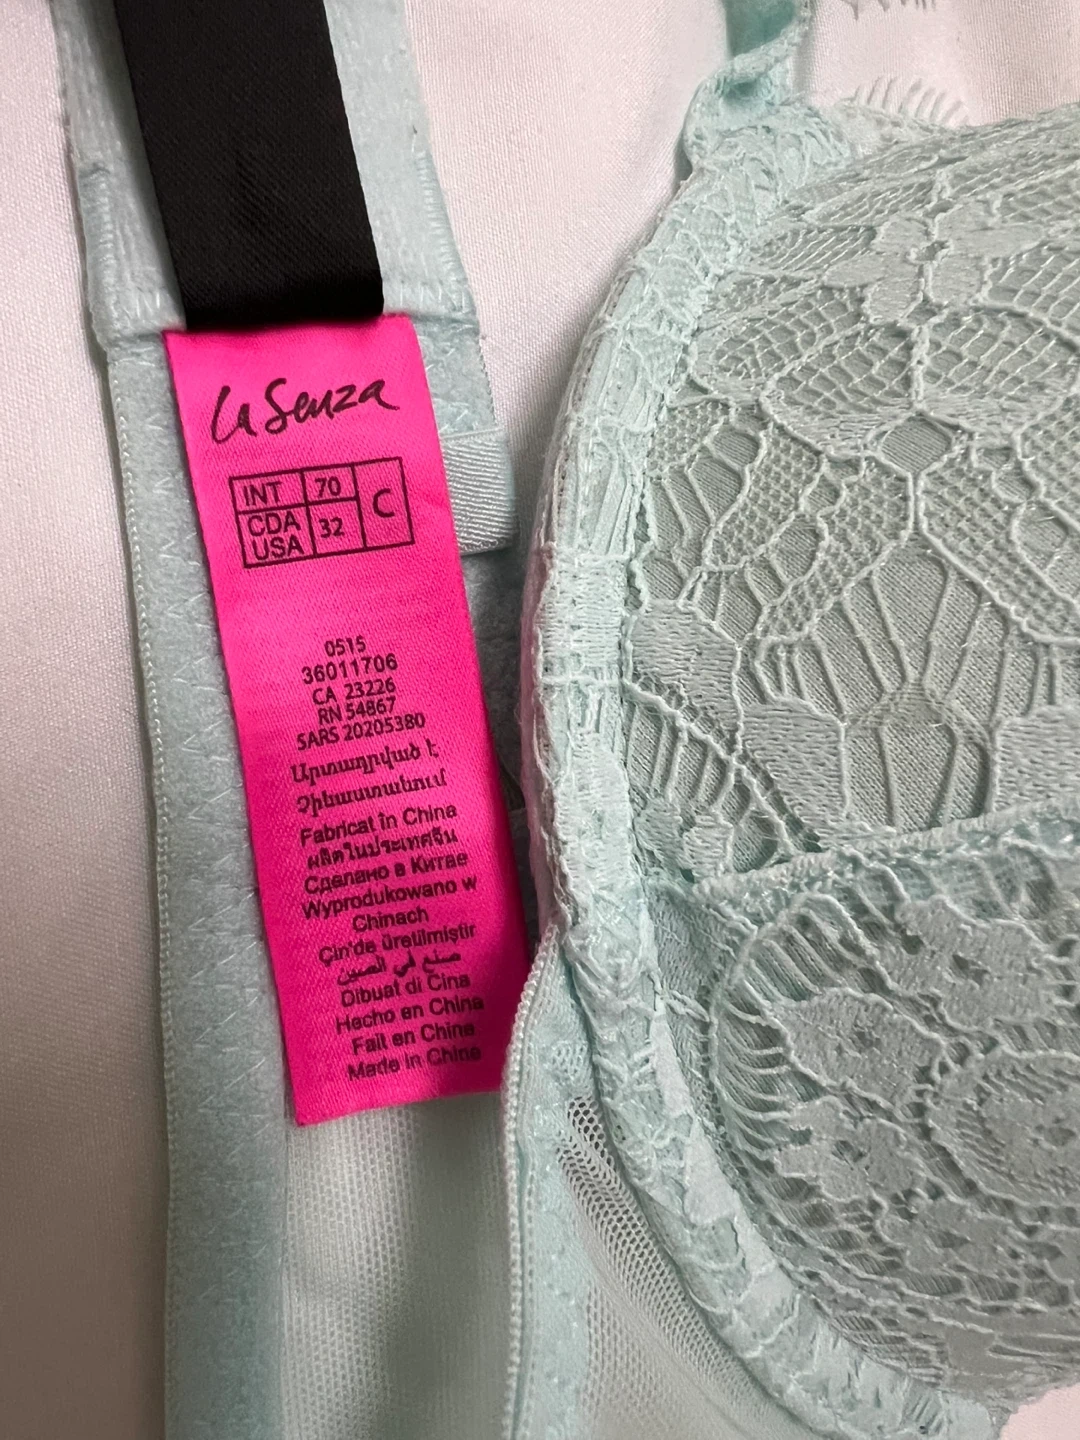 La Senza
INT 70 C
CDA USA 32
0515
36011706
CA 23226
RN 54867
SARS 20205380
Արտադրված է
Չինաստանում
Fabricat în China
ผลิตในประเทศจีน
Сделано в Китае
Wyprodukowano w
Chinach
Çin'de üretilmiştir
صنع في الصين
Dibuat di Cina
Hecho en China
Fait en Chine
Made in China